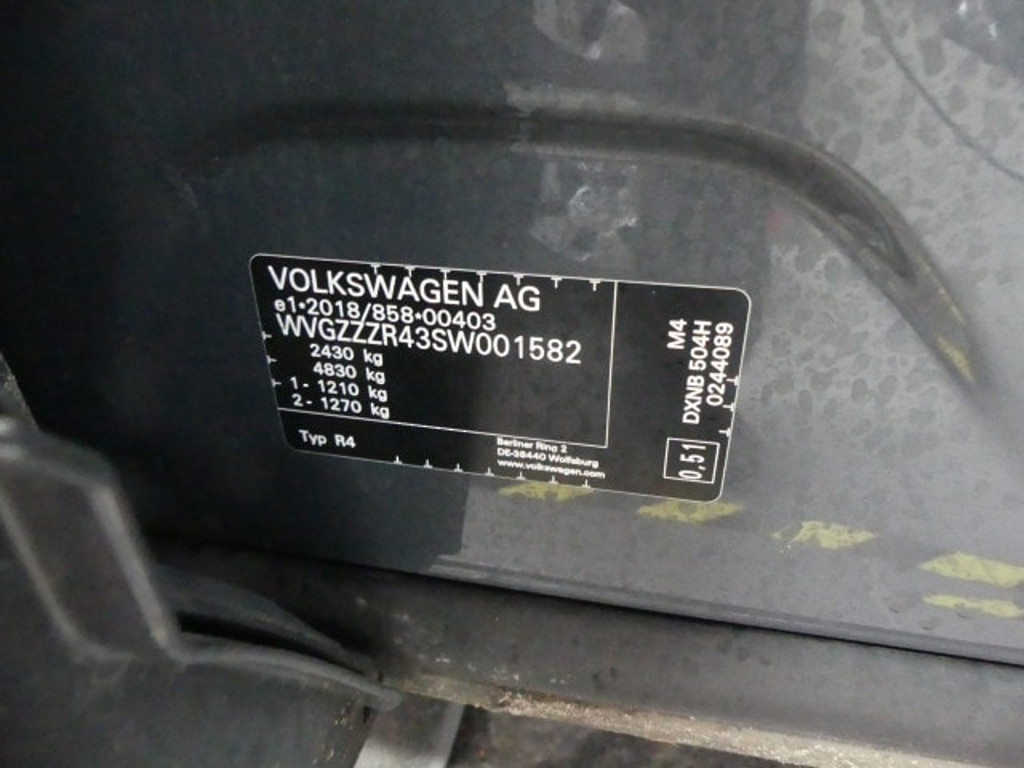 VOLKSWAGEN AG
e1*2018/858*00403
WVGZZZR43SW001582
2430 kg
4830 kg
1 - 1210 kg
2 - 1270 kg
Typ R4
Berliner Ring 2
DE-38440 Wolfsburg
www.volkswagen.com
M4
DXNB 504H
0244089
0,51